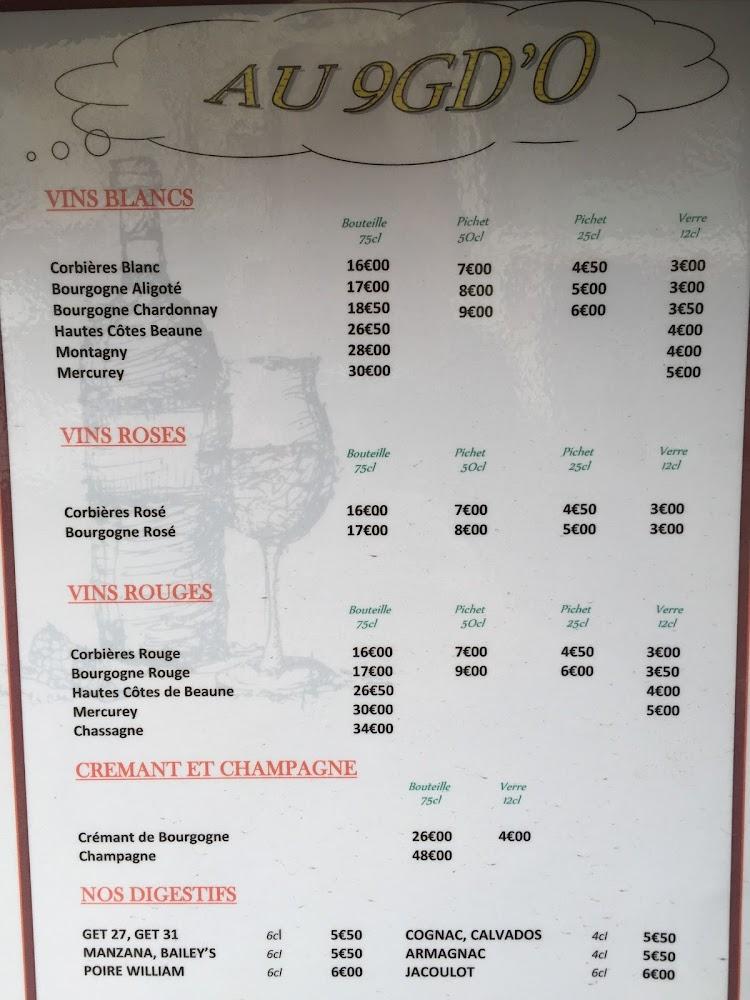 AU 9GD'O
VINS BLANCS
Bouteille 75cl Pichet 50cl Pichet 25cl Verre 12cl
Corbières Blanc 16€00 7€00 4€50 3€00
Bourgogne Aligoté 17€00 8€00 5€00 3€00
Bourgogne Chardonnay 18€50 9€00 6€00 3€50
Hautes Côtes Beaune 26€50 4€00
Montagny 28€00 4€00
Mercurey 30€00 5€00
VINS ROSES
Bouteille 75cl Pichet 50cl Pichet 25cl Verre 12cl
Corbières Rosé 16€00 7€00 4€50 3€00
Bourgogne Rosé 17€00 8€00 5€00 3€00
VINS ROUGES
Bouteille 75cl Pichet 50cl Pichet 25cl Verre 12cl
Corbières Rouge 16€00 7€00 4€50 3€00
Bourgogne Rouge 17€00 9€00 6€00 3€50
Hautes Côtes de Beaune 26€50 4€00
Mercurey 30€00 5€00
Chassagne 34€00
CREMANT ET CHAMPAGNE
Bouteille 75cl Verre 12cl
Crémant de Bourgogne 26€00 4€00
Champagne 48€00
NOS DIGESTIFS
GET 27, GET 31 6cl 5€50 COGNAC, CALVADOS 4cl 5€50
MANZANA, BAILEY'S 6cl 5€50 ARMAGNAC 4cl 5€50
POIRE WILLIAM 6cl 6€00 JACOULOT 6cl 6€00